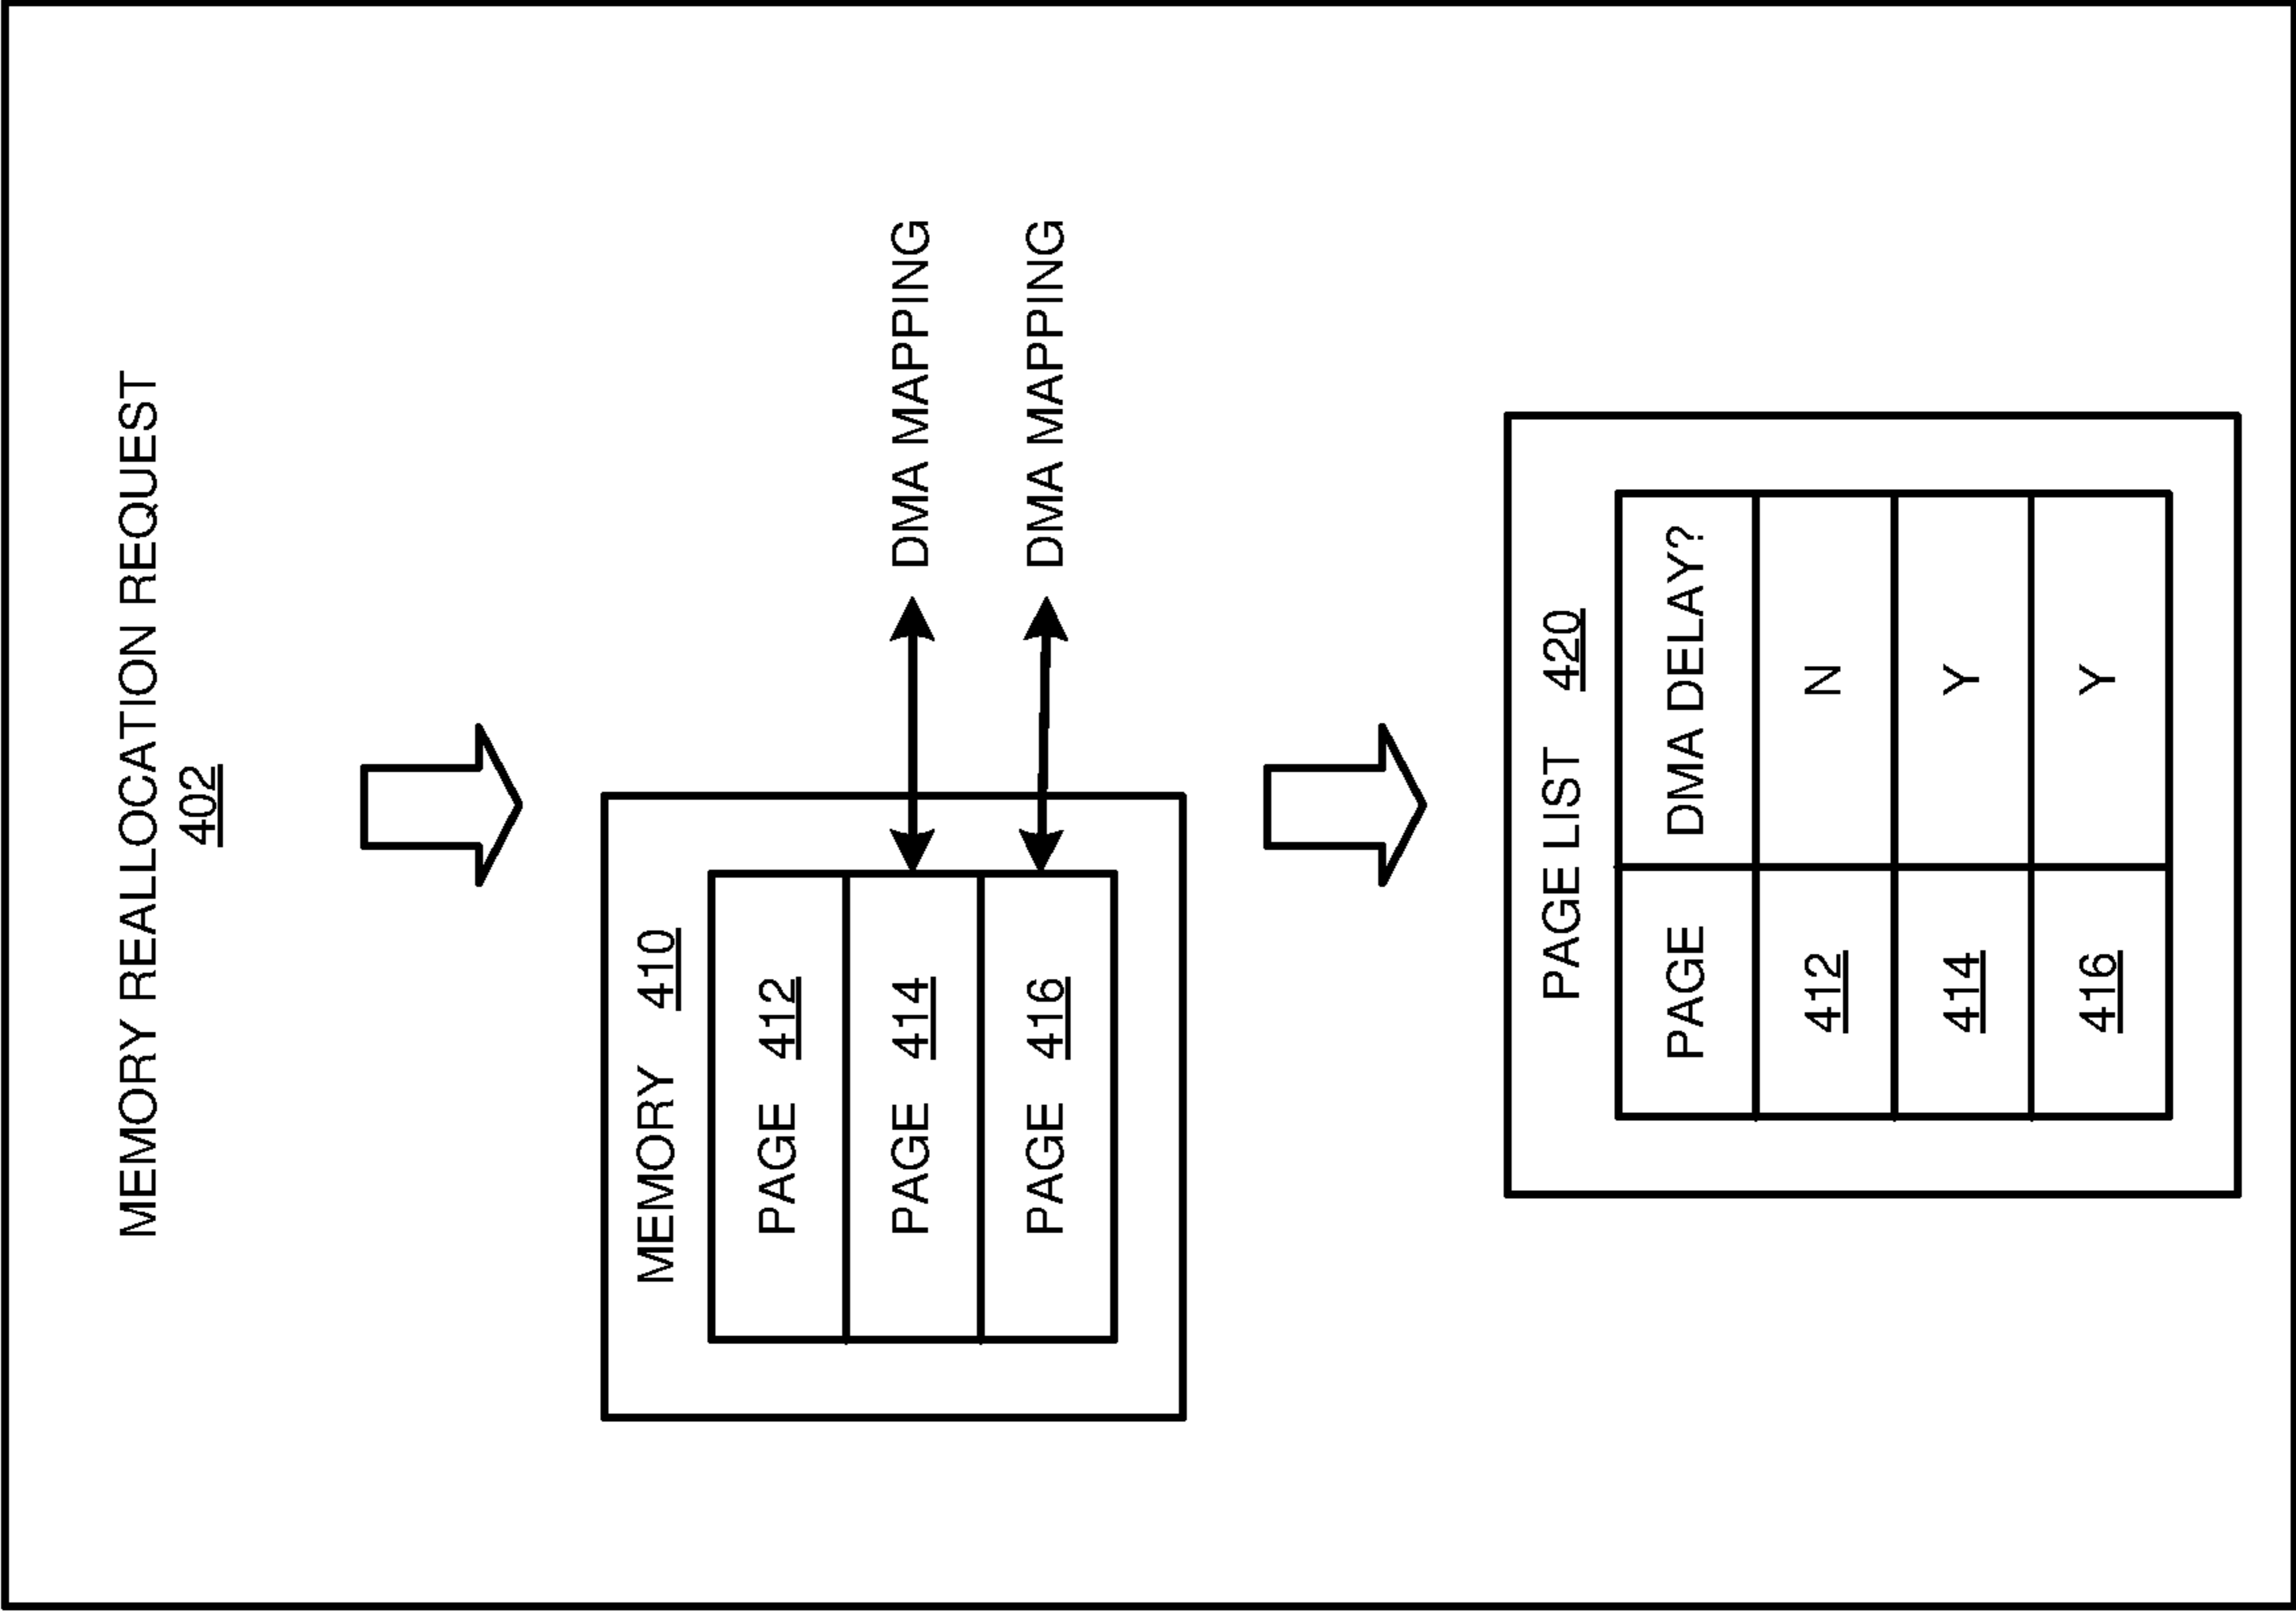 MEMORY REALLOCATION REQUEST
402
MEMORY 410
PAGE 412
PAGE 414 DMA MAPPING
PAGE 416 DMA MAPPING
PAGE LIST 420
PAGE DMA DELAY?
412 N
414 Y
416 Y